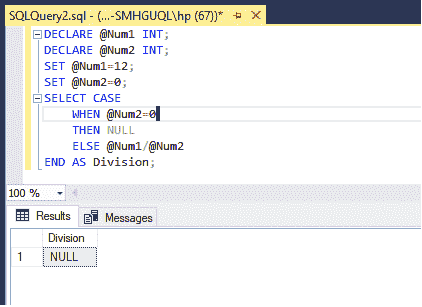 SQLQuery2.sql - (...-SMHGUQL\hp (67))*
DECLARE @Num1 INT;
DECLARE @Num2 INT;
SET @Num1=12;
SET @Num2=0;
SELECT CASE
WHEN @Num2=0
THEN NULL
ELSE @Num1/@Num2
END AS Division;
100 %
Results Messages
Division
1 NULL